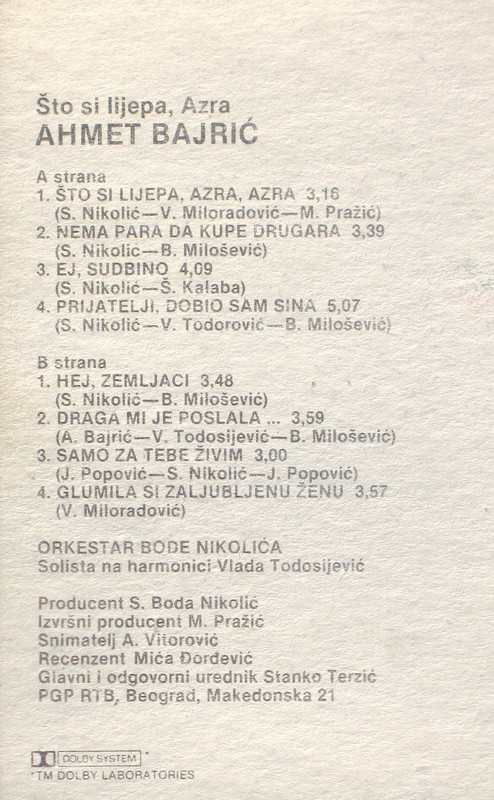 Što si lijepa, Azra
AHMET BAJRIĆ
A strana
1. ŠTO SI LIJEPA, AZRA, AZRA 3,16
(S. Nikolić—V. Miloradović—M. Pražić)
2. NEMA PARA DA KUPE DRUGARA 3,39
(S. Nikolic—B. Milošević)
3. EJ, SUDBINO 4,09
(S. Nikolić—Š. Kalaba)
4. PRIJATELJI, DOBIO SAM SINA 5,07
(S. Nikolić—V. Todorović—B. Milošević)
B strana
1. HEJ, ZEMLJACI 3,48
(S. Nikolić—B. Milošević)
2. DRAGA MI JE POSLALA ... 3,59
(A. Bajrić—V. Todosijević—B. Milošević)
3. SAMO ZA TEBE ŽIVIM 3,00
(J. Popović—S. Nikolić—J. Popović)
4. GLUMILA SI ZALJUBLJENU ŽENU 3,57
(V. Miloradović)
ORKESTAR BODE NIKOLIĆA
Solista na harmonici Vlada Todosijević
Producent S. Boda Nikolić
Izvršni producent M. Pražić
Snimatelj A. Vitorović
Recenzent Mića Đorđević
Glavni i odgovorni urednik Stanko Terzić
PGP RTB, Beograd, Makedonska 21
DOLBY SYSTEM *
*TM DOLBY LABORATORIES